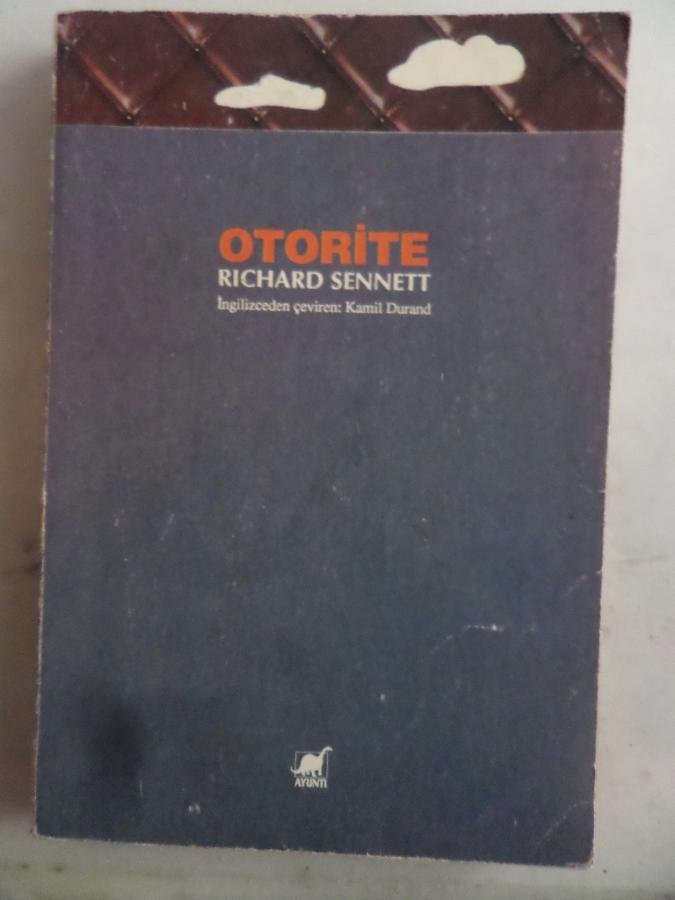 OTORİTE
RICHARD SENNETT
İngilizceden çeviren: Kamil Durand
AYRINTI